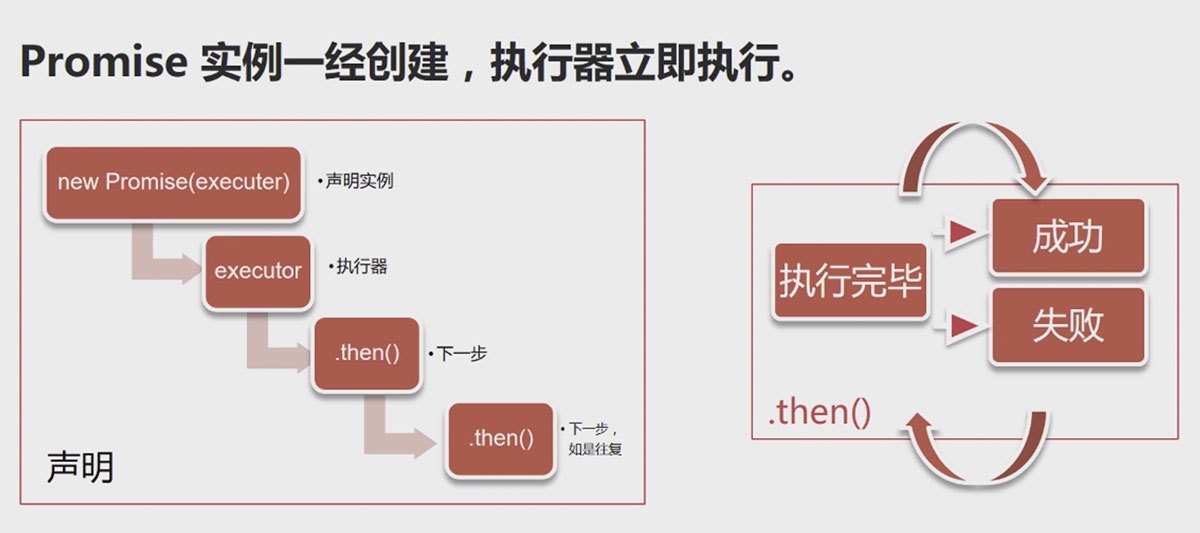 Promise 实例一经创建，执行器立即执行。
new Promise(executer)
•声明实例
executor
•执行器
.then()
•下一步
.then()
•下一步，
如是往复
声明
执行完毕
成功
失败
.then()